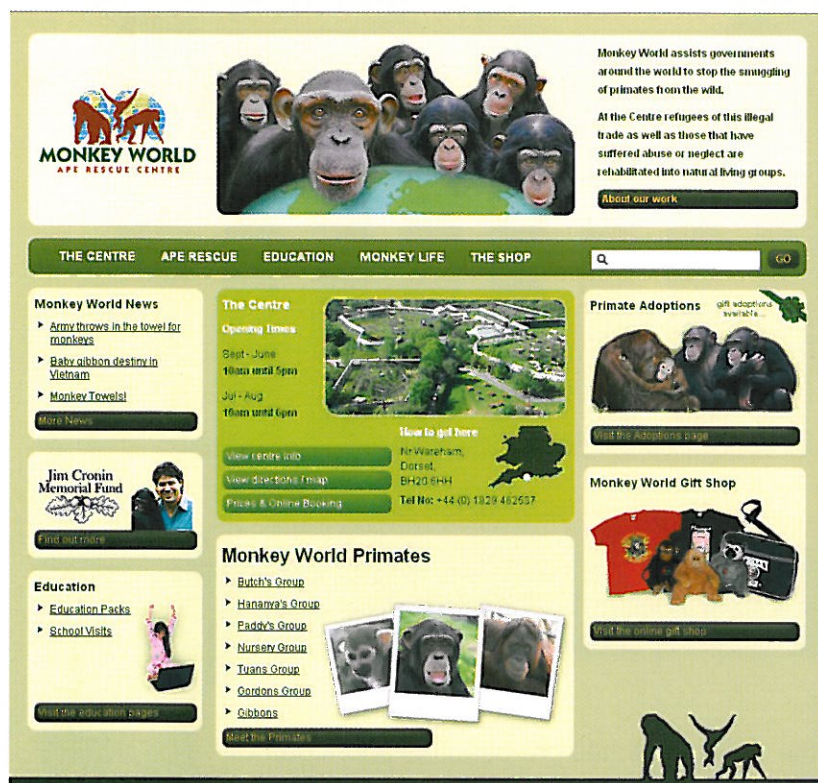 MONKEY WORLD
APE RESCUE CENTRE
Monkey World assists governments
around the world to stop the smuggling
of primates from the wild.
At the Centre refugees of this illegal
trade as well as those that have
suffered abuse or neglect are
rehabilitated into natural living groups.
About our work
THE CENTRE APE RESCUE EDUCATION MONKEY LIFE THE SHOP GO
Monkey World News
Army throws in the towel for
monkeys
Baby gibbon destiny in
Vietnam
Monkey Towels!
More News
Jim Cronin
Memorial Fund
Find out more
Education
Education Packs
School Visits
Visit the education pages
The Centre
Opening Times
Sept - June
10am until 5pm
Jul - Aug
10am until 6pm
View centre info
View directions / map
Prices & Online Booking
How to get here
Nr Wareham,
Dorset,
BH20 6HH
Tel No: +44 (0) 1929 462537
Monkey World Primates
Butch's Group
Hananya's Group
Paddy's Group
Nursery Group
Tuans Group
Gordons Group
Gibbons
Meet the Primates
Primate Adoptions
gift adoptions
available...
Visit the Adoptions page
Monkey World Gift Shop
Visit the online gift shop